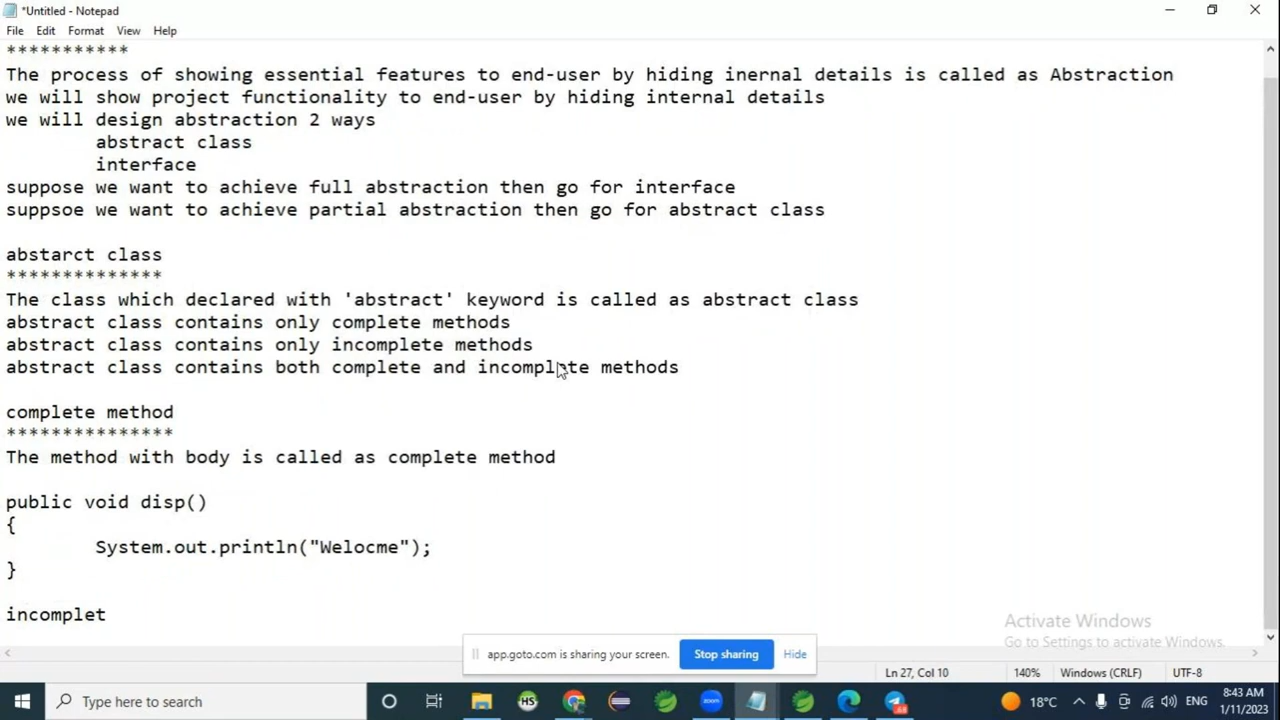 *Untitled - Notepad
File Edit Format View Help
***********
The process of showing essential features to end-user by hiding inernal details is called as Abstraction
we will show project functionality to end-user by hiding internal details
we will design abstraction 2 ways
abstract class
interface
suppose we want to achieve full abstraction then go for interface
suppsoe we want to achieve partial abstraction then go for abstract class
abstarct class
**************
The class which declared with 'abstract' keyword is called as abstract class
abstract class contains only complete methods
abstract class contains only incomplete methods
abstract class contains both complete and incomplete methods
complete method
***************
The method with body is called as complete method
public void disp()
{
System.out.println("Welocme");
}
incomplet
Activate Windows
Go to Settings to activate Windows.
app.goto.com is sharing your screen. Stop sharing Hide
Ln 27, Col 10 140% Windows (CRLF) UTF-8
Type here to search HS zoom 18°C ENG 8:43 AM
1/11/2023